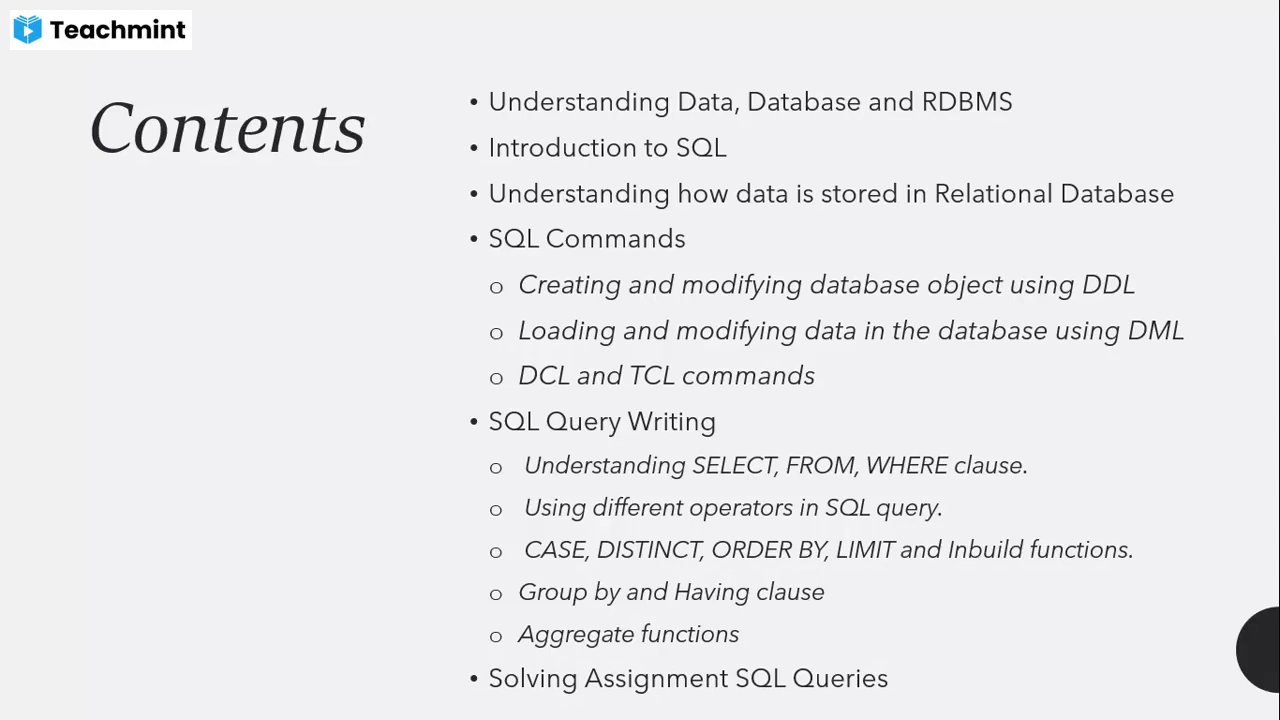 Teachmint
Contents
• Understanding Data, Database and RDBMS
• Introduction to SQL
• Understanding how data is stored in Relational Database
• SQL Commands
o Creating and modifying database object using DDL
o Loading and modifying data in the database using DML
o DCL and TCL commands
• SQL Query Writing
o Understanding SELECT, FROM, WHERE clause.
o Using different operators in SQL query.
o CASE, DISTINCT, ORDER BY, LIMIT and Inbuild functions.
o Group by and Having clause
o Aggregate functions
• Solving Assignment SQL Queries